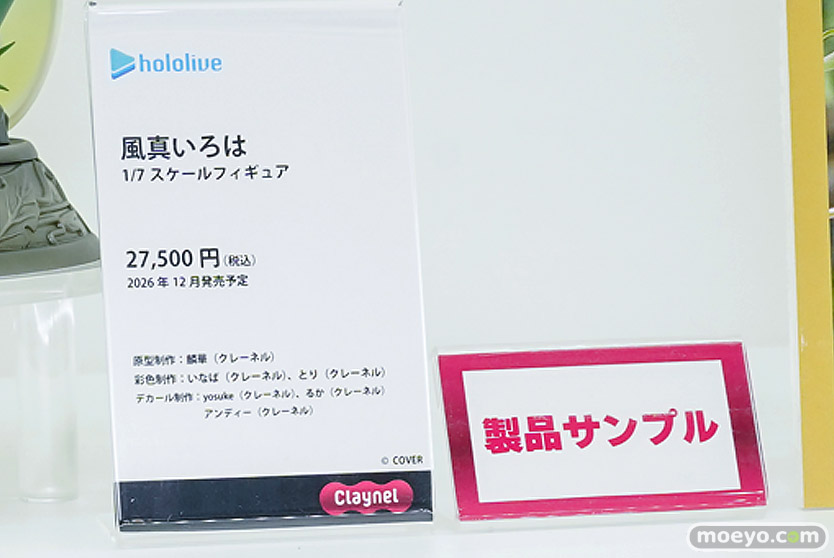 hololive
風真いろは
1/7 スケールフィギュア
27,500 円（税込）
2026 年 12 月発売予定
原型制作：麟華（クレーネル）
彩色制作：いなば（クレーネル）、とり（クレーネル）
デカール制作：yosuke（クレーネル）、るか（クレーネル）
アンディー（クレーネル）
© COVER
Claynel
製品サンプル
moeyo.com